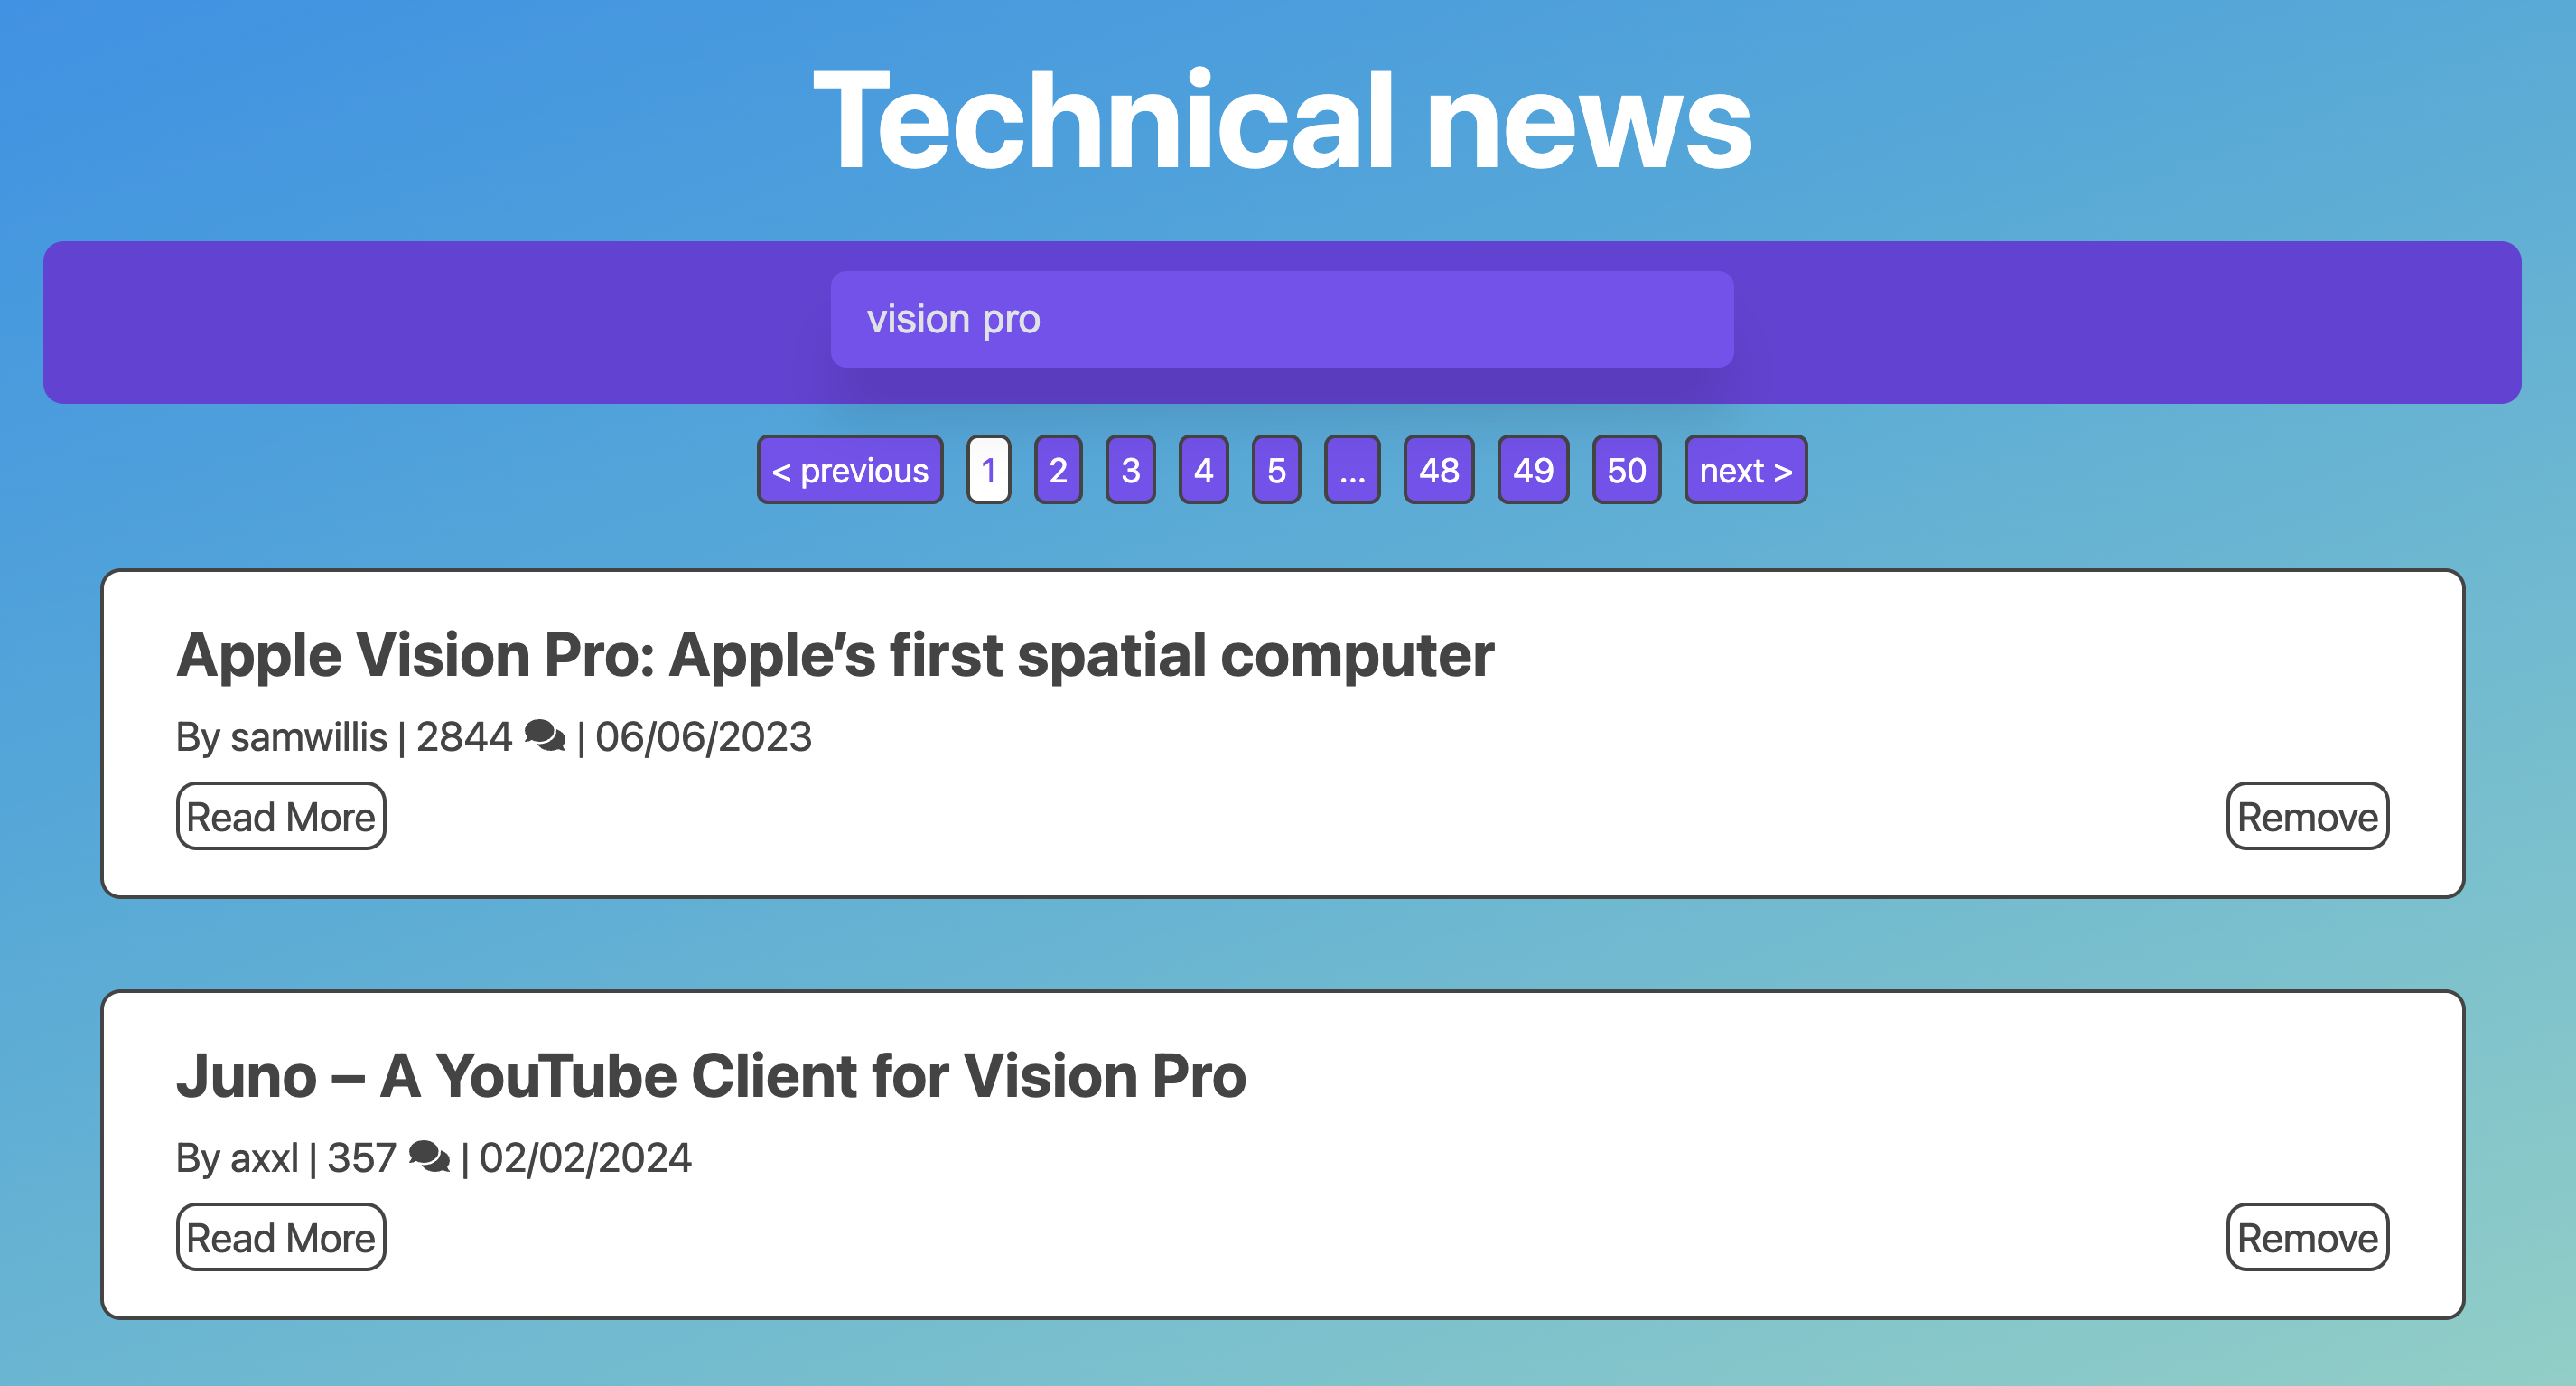 Technical news
vision pro
< previous 1 2 3 4 5 ... 48 49 50 next >
Apple Vision Pro: Apple’s first spatial computer
By samwillis | 2844 | 06/06/2023
Read More Remove
Juno – A YouTube Client for Vision Pro
By axxl | 357 | 02/02/2024
Read More Remove